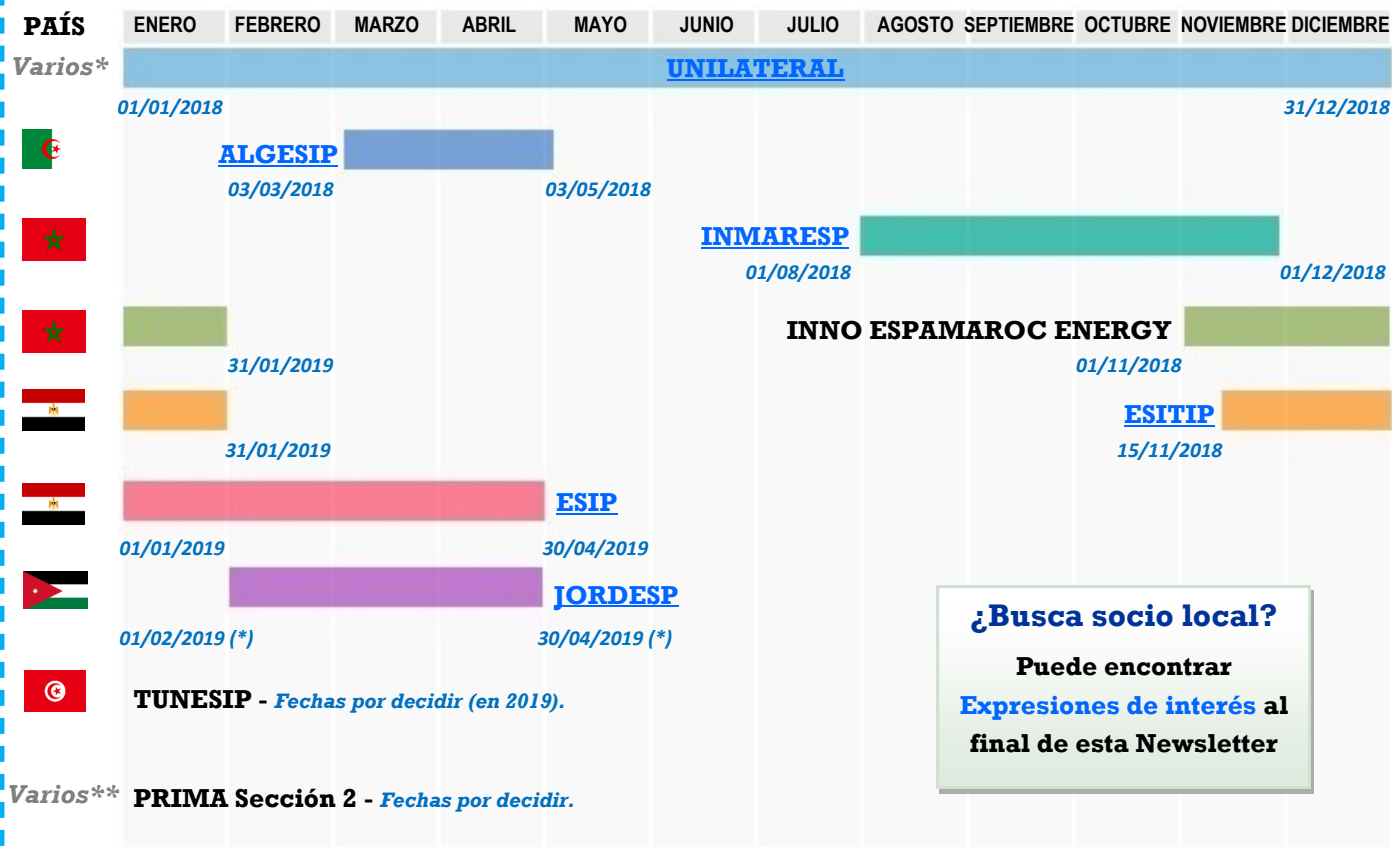 PAÍS ENERO FEBRERO MARZO ABRIL MAYO JUNIO JULIO AGOSTO SEPTIEMBRE OCTUBRE NOVIEMBRE DICIEMBRE
Varios* UNILATERAL
01/01/2018 31/12/2018
ALGESIP
03/03/2018 03/05/2018
INMARESP
01/08/2018 01/12/2018
INNO ESPAMAROC ENERGY
31/01/2019 01/11/2018
ESITIP
31/01/2019 15/11/2018
ESIP
01/01/2019 30/04/2019
JORDESP
01/02/2019 (*) 30/04/2019 (*)
¿Busca socio local?
Puede encontrar
Expresiones de interés al
final de esta Newsletter
TUNESIP - Fechas por decidir (en 2019).
Varios** PRIMA Sección 2 - Fechas por decidir.